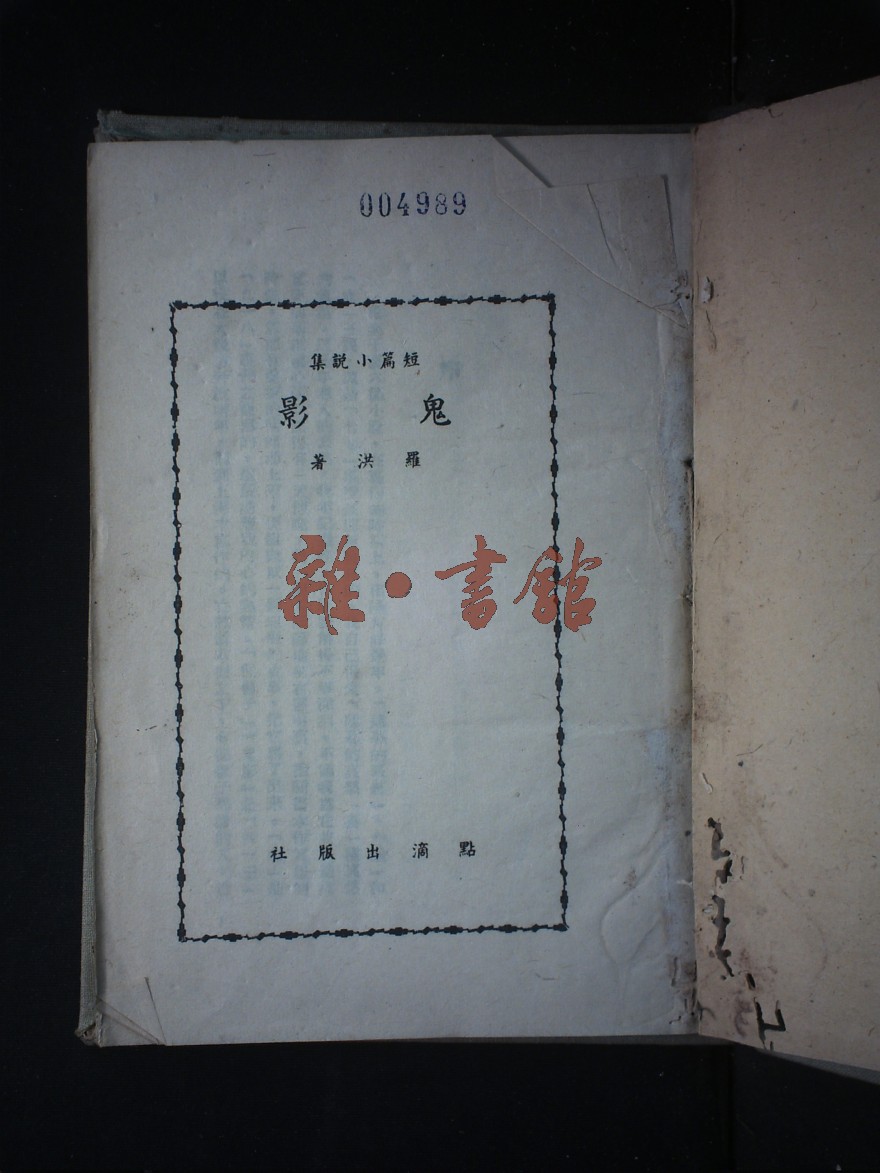 004989
短篇小說集
鬼影
羅洪著
雜·書館
點滴出版社